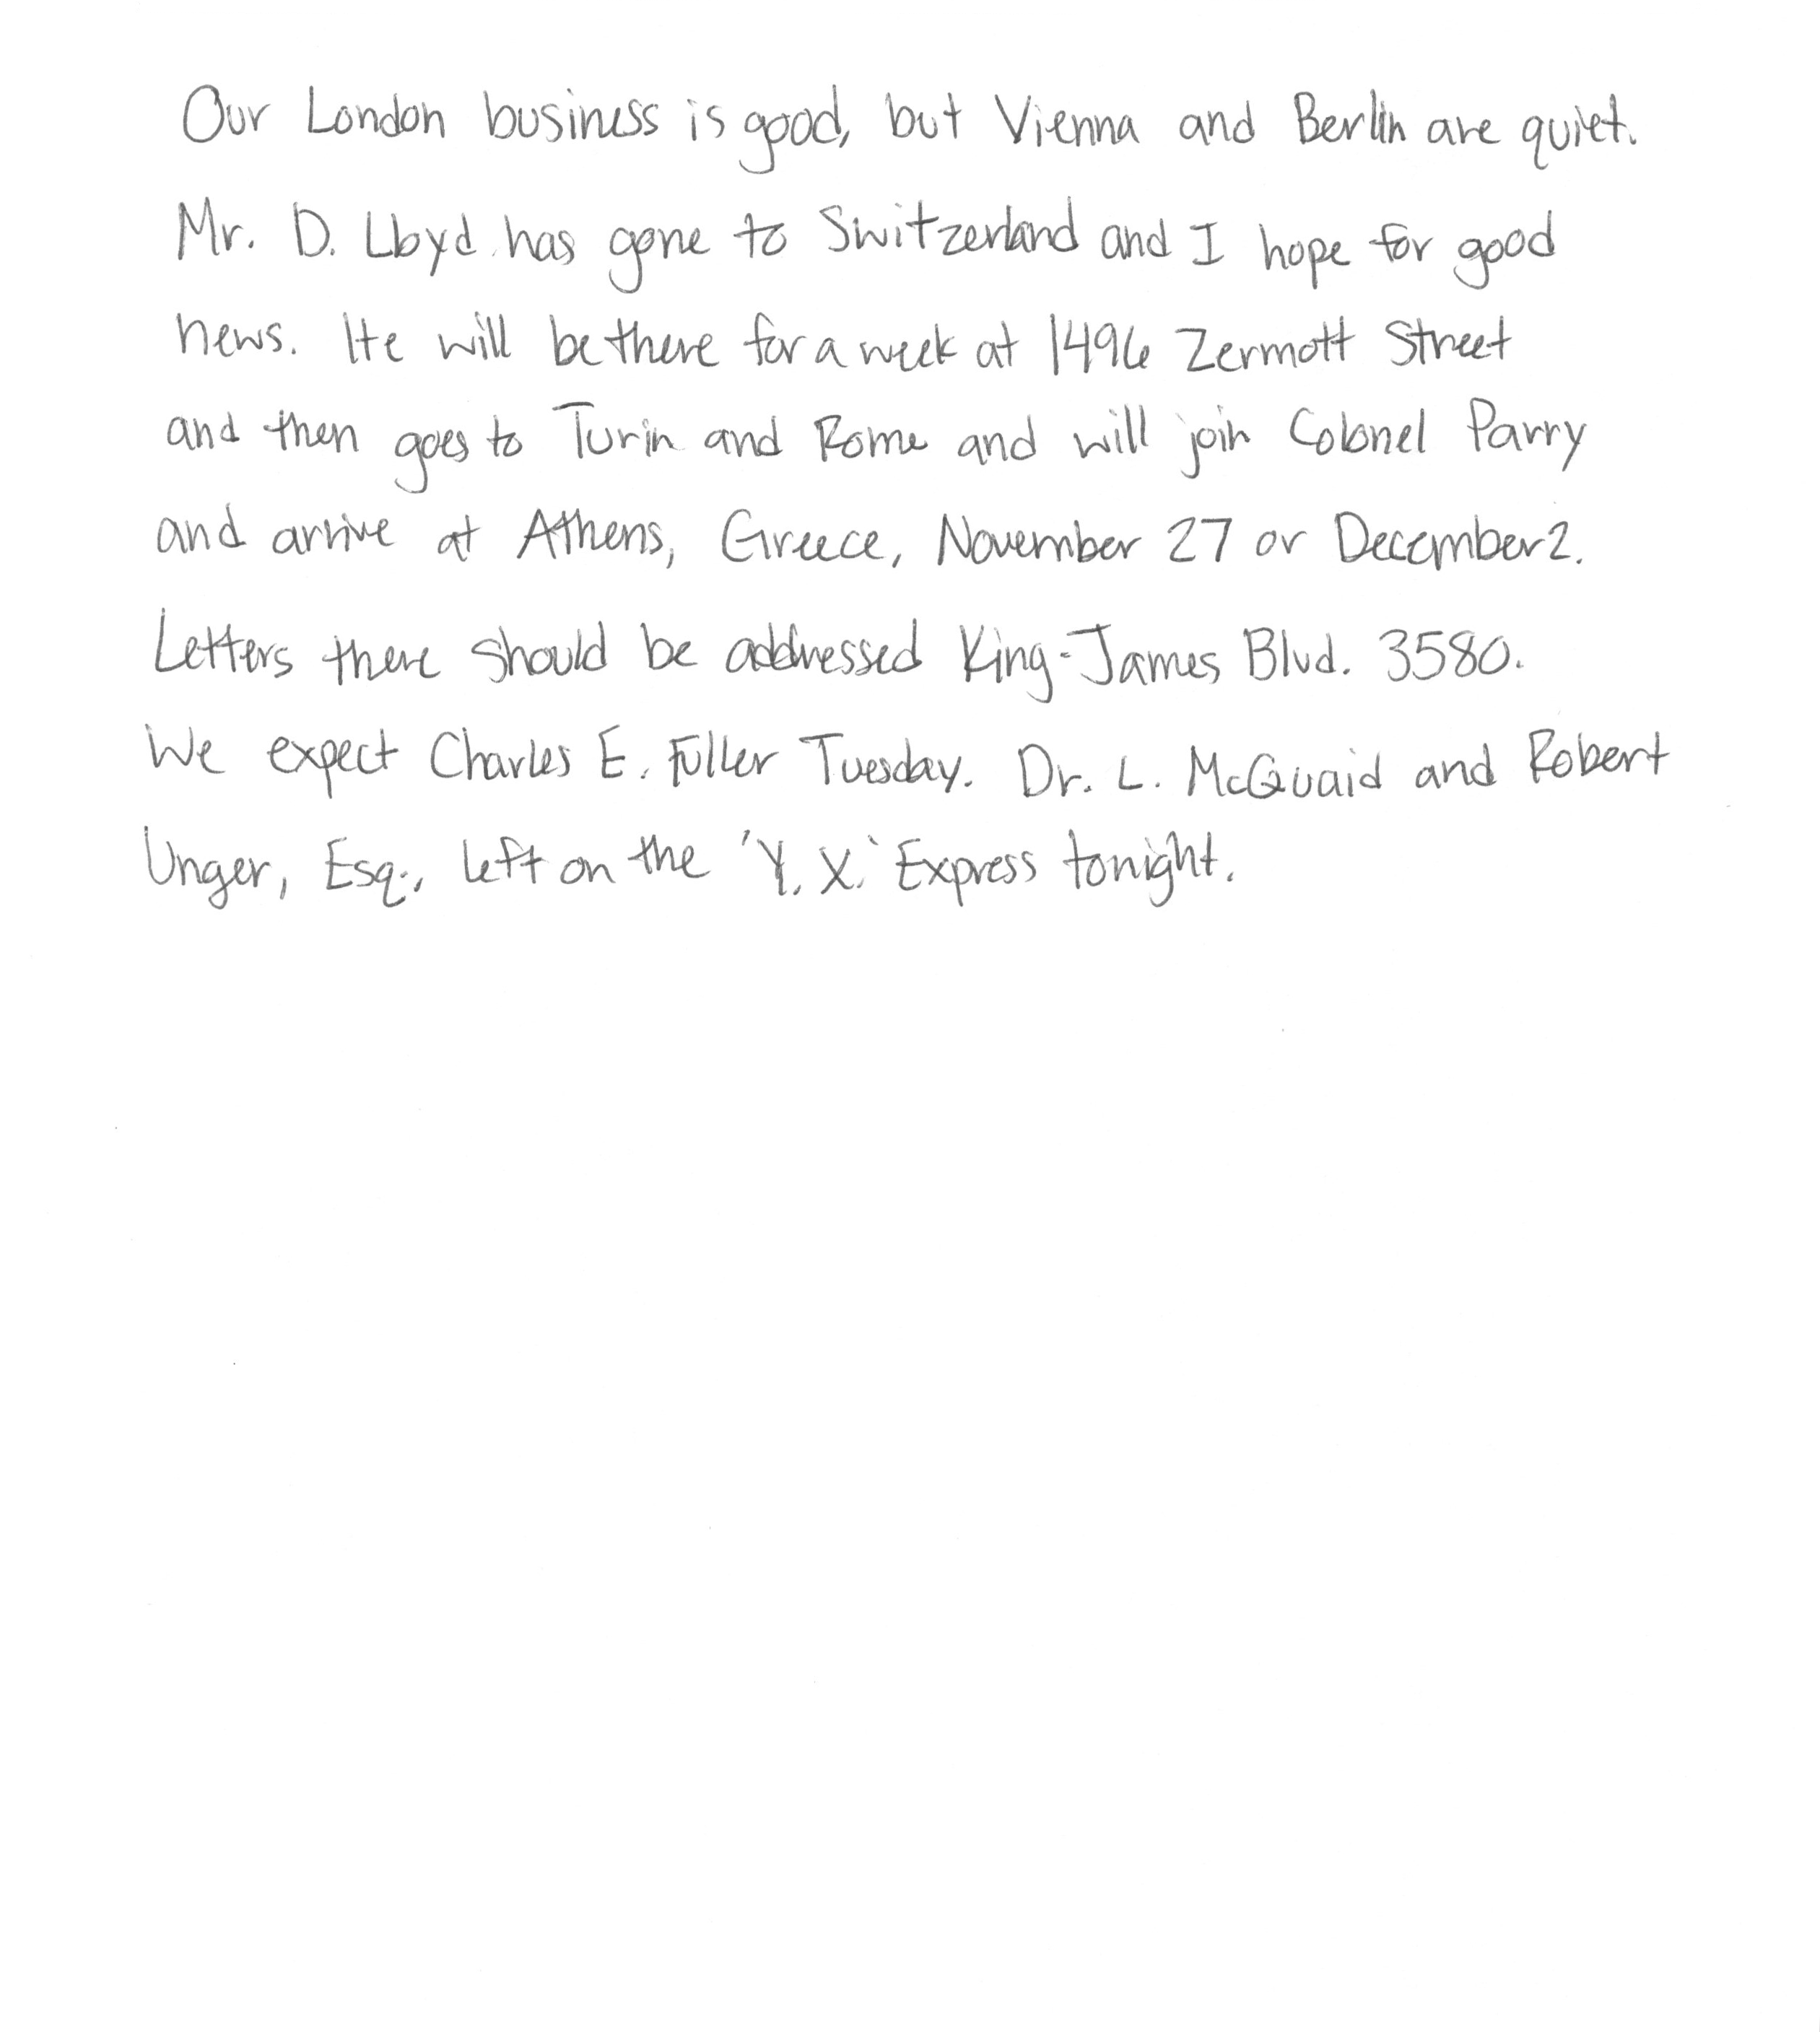 Our London business is good, but Vienna and Berlin are quiet.
Mr. D. Lloyd has gone to Switzerland and I hope for good
news. He will be there for a week at 1496 Zermott Street
and then goes to Turin and Rome and will join Colonel Parry
and arrive at Athens, Greece, November 27 or December 2.
Letters there should be addressed King-James Blvd. 3580.
We expect Charles E. Fuller Tuesday. Dr. L. McQuaid and Robert
Unger, Esq., left on the 'Y. X.' Express tonight.